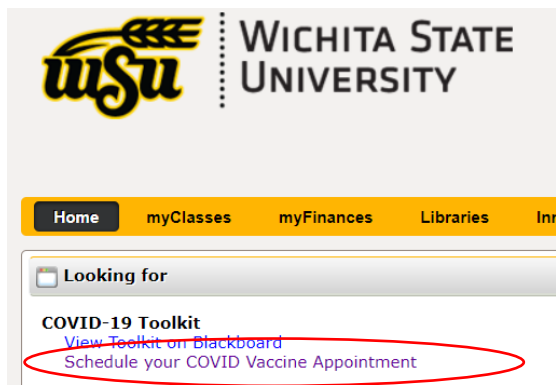 wsu
WICHITA STATE
UNIVERSITY
Home myClasses myFinances Libraries
Looking for
COVID-19 Toolkit
View Toolkit on Blackboard
Schedule your COVID Vaccine Appointment